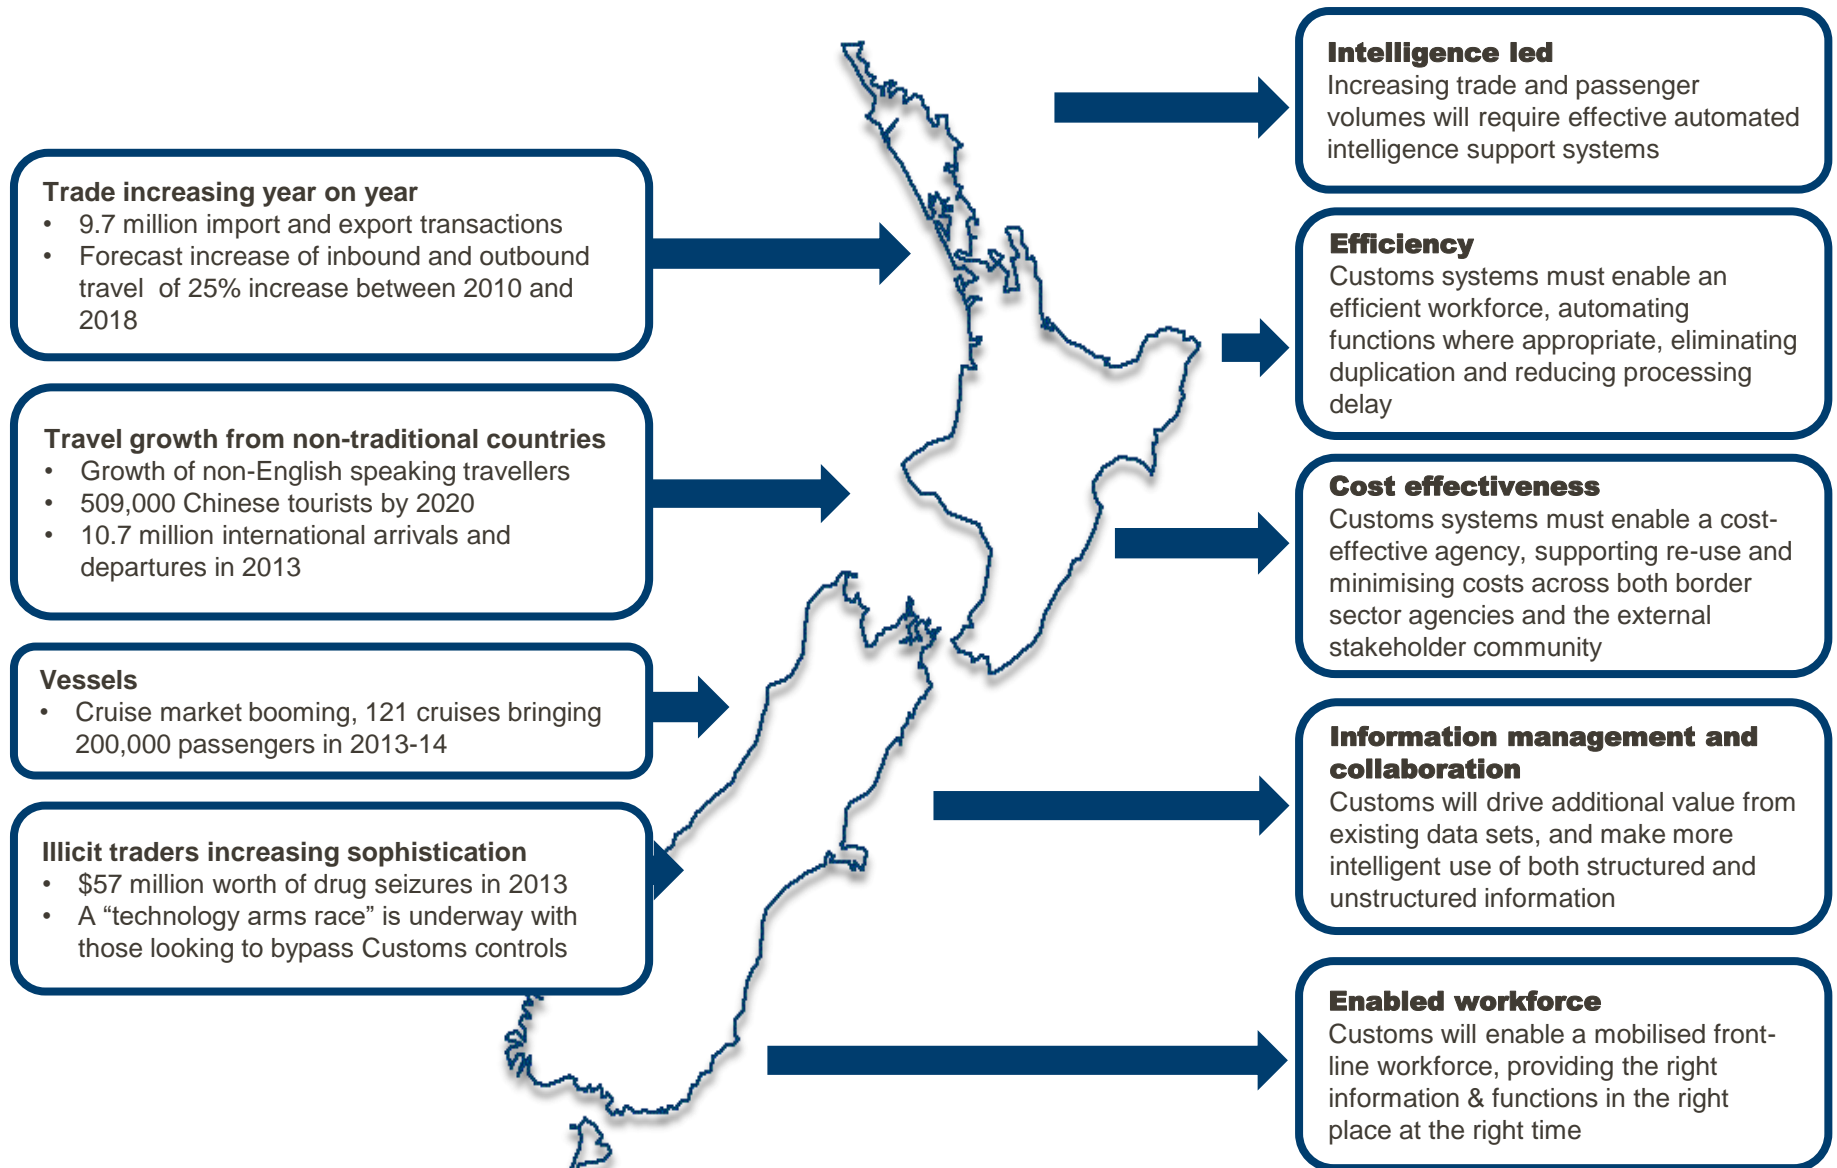 Trade increasing year on year
• 9.7 million import and export transactions
• Forecast increase of inbound and outbound
travel  of 25% increase between 2010 and
2018
Travel growth from non-traditional countries
• Growth of non-English speaking travellers
• 509,000 Chinese tourists by 2020
• 10.7 million international arrivals and
departures in 2013
Vessels
• Cruise market booming, 121 cruises bringing
200,000 passengers in 2013-14
Illicit traders increasing sophistication
• $57 million worth of drug seizures in 2013
• A “technology arms race” is underway with
those looking to bypass Customs controls
Intelligence led
Increasing trade and passenger
volumes will require effective automated
intelligence support systems
Efficiency
Customs systems must enable an
efficient workforce, automating
functions where appropriate, eliminating
duplication and reducing processing
delay
Cost effectiveness
Customs systems must enable a cost-
effective agency, supporting re-use and
minimising costs across both border
sector agencies and the external
stakeholder community
Information management and
collaboration
Customs will drive additional value from
existing data sets, and make more
intelligent use of both structured and
unstructured information
Enabled workforce
Customs will enable a mobilised front-
line workforce, providing the right
information & functions in the right
place at the right time